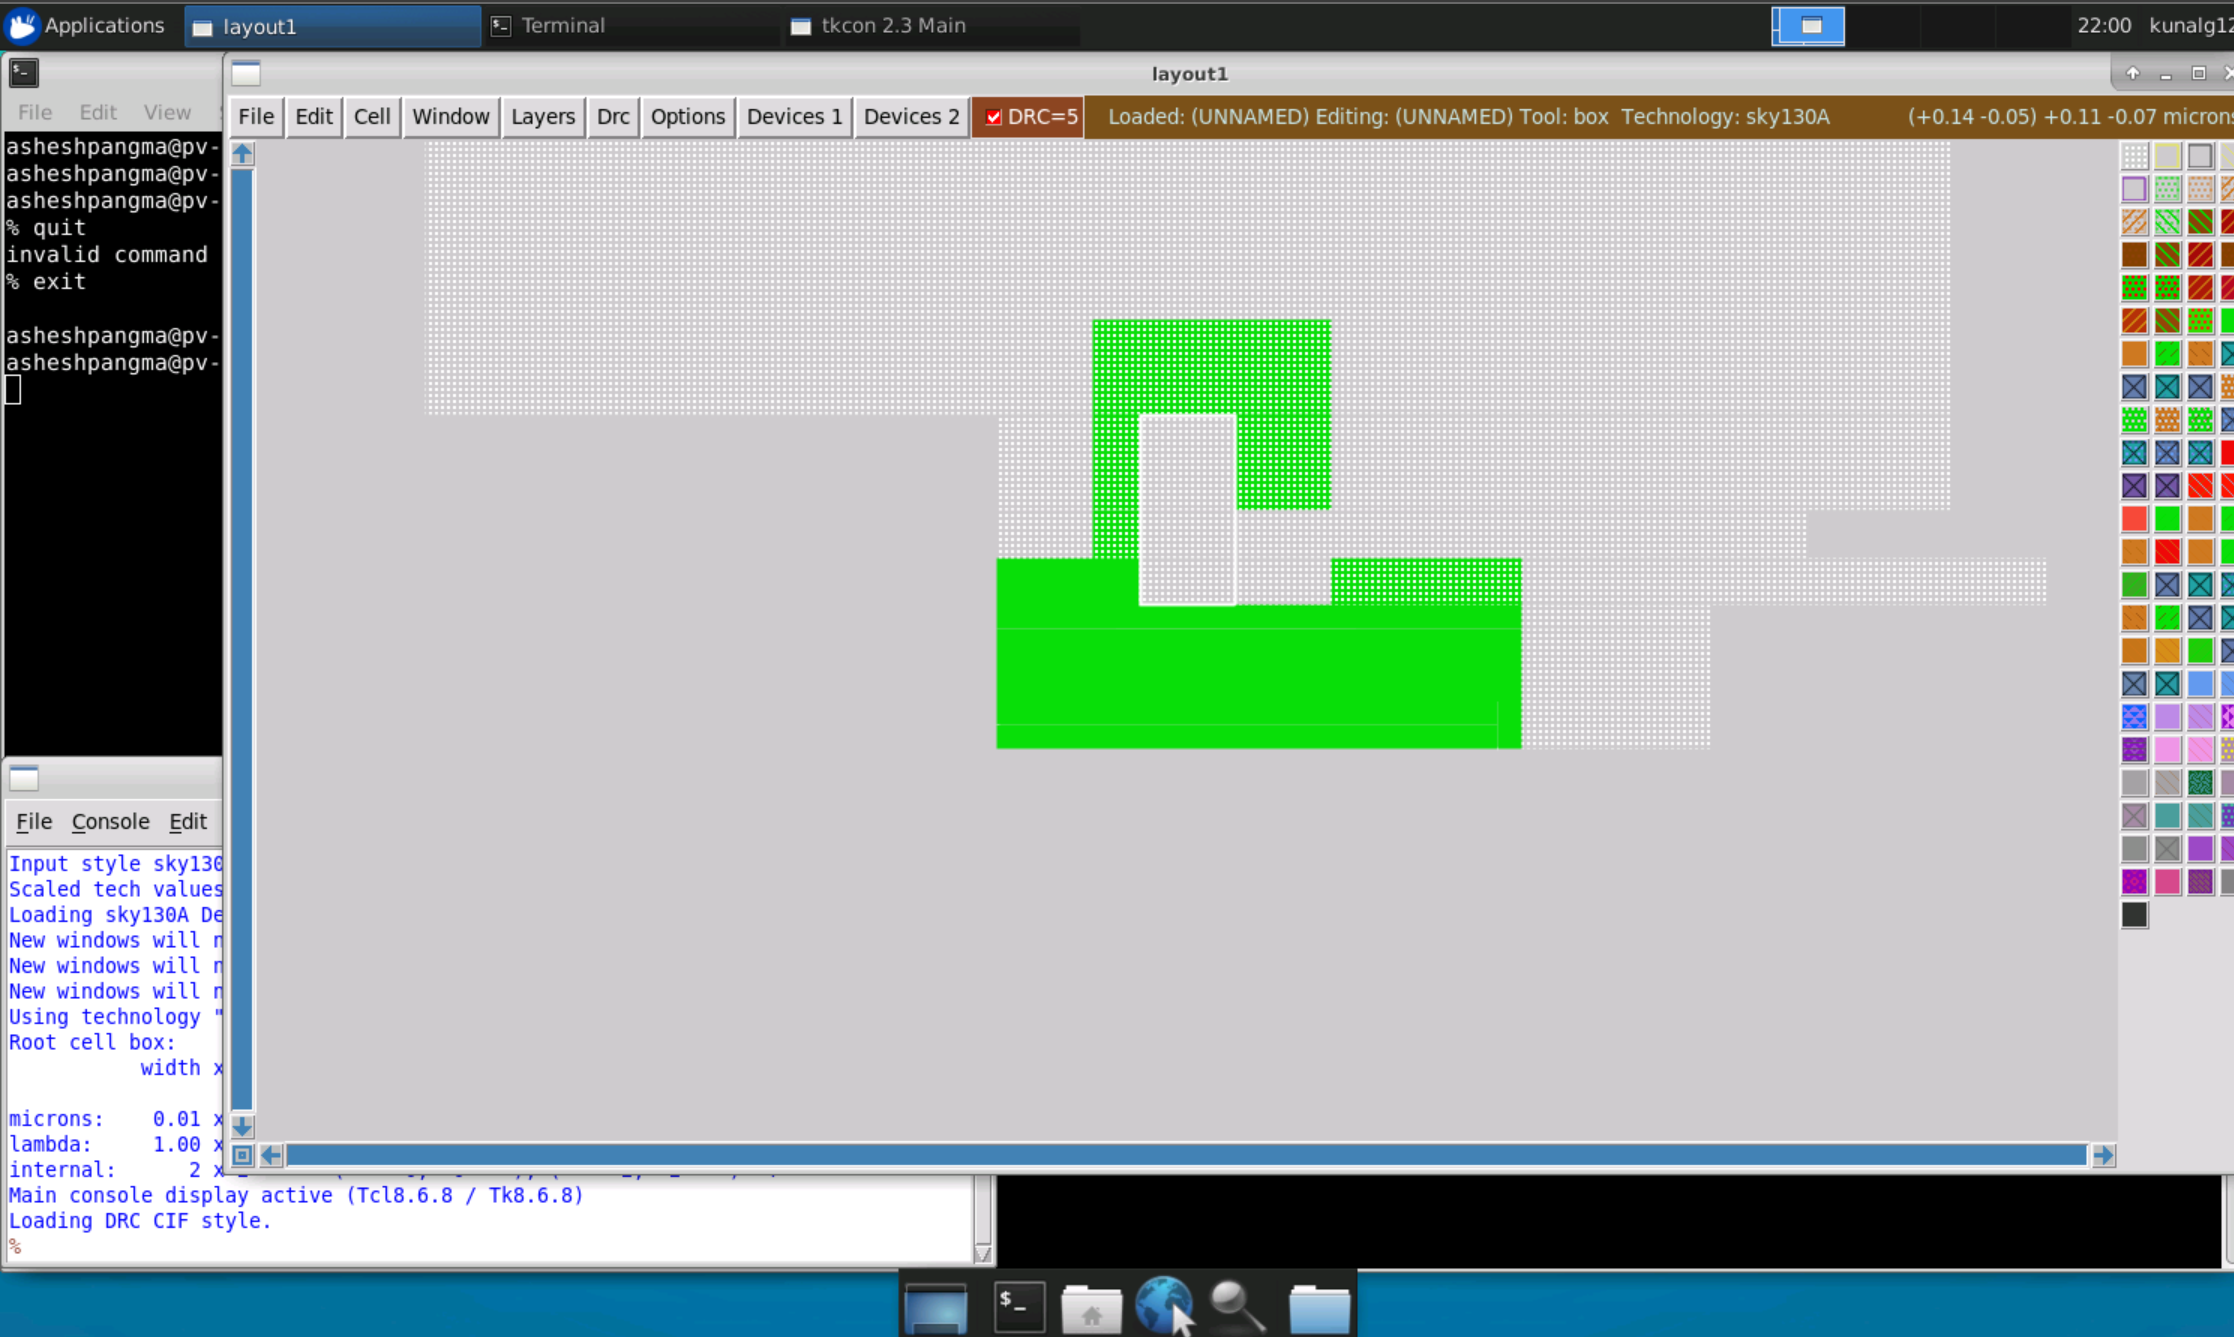 Applications layout1 Terminal tkcon 2.3 Main 22:00 kunalg12
layout1
File Edit View
File Edit Cell Window Layers Drc Options Devices 1 Devices 2 DRC=5 Loaded: (UNNAMED) Editing: (UNNAMED) Tool: box Technology: sky130A (+0.14 -0.05) +0.11 -0.07 microns
asheshpangma@pv-
asheshpangma@pv-
asheshpangma@pv-
% quit
invalid command
% exit
asheshpangma@pv-
asheshpangma@pv-
File Console Edit
Input style sky130
Scaled tech values
Loading sky130A De
New windows will n
New windows will n
New windows will n
Using technology "
Root cell box:
width x
microns: 0.01 x
lambda: 1.00 x
internal: 2 x
Main console display active (Tcl8.6.8 / Tk8.6.8)
Loading DRC CIF style.
%
$_